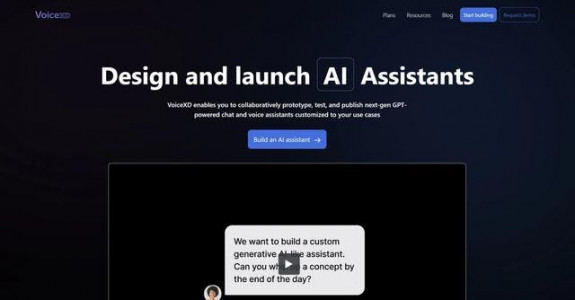 VoiceXD
Plans Resources Blog Start building Request demo
Design and launch AI Assistants
VoiceXD enables you to collaboratively prototype, test, and publish next-gen GPT-
powered chat and voice assistants customized to your use cases
Build an AI assistant →
We want to build a custom
generative AI-like assistant.
Can you a concept by
the end of the day?